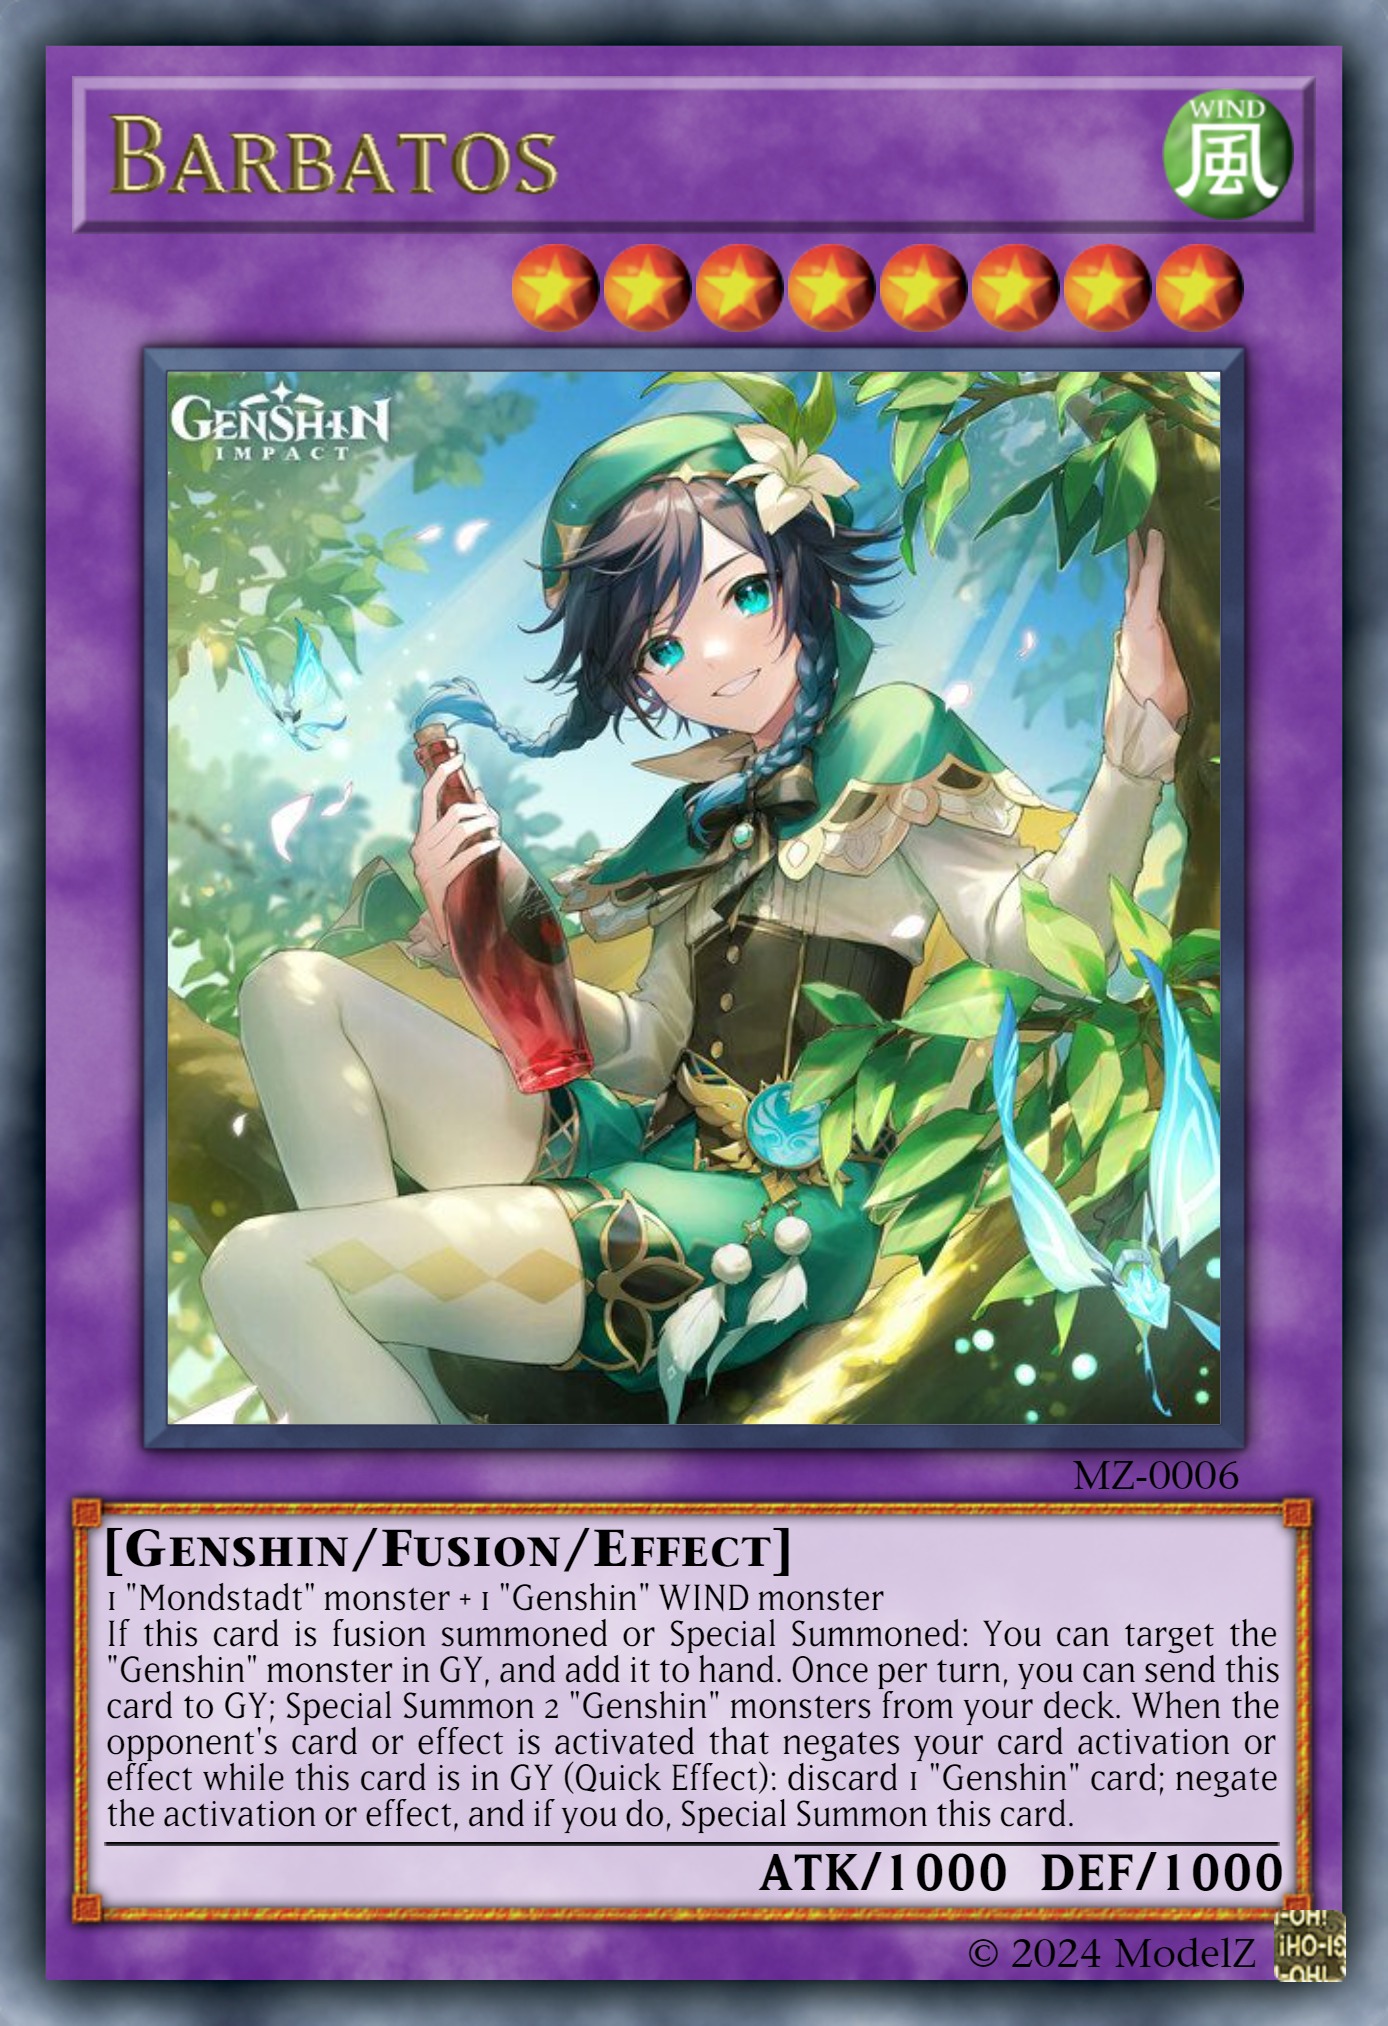 BARBATOS
WIND
風
GENSHIN
IMPACT
MZ-0006
[GENSHIN/FUSION/EFFECT]
1 "Mondstadt" monster + 1 "Genshin" WIND monster
If this card is fusion summoned or Special Summoned: You can target the
"Genshin" monster in GY, and add it to hand. Once per turn, you can send this
card to GY; Special Summon 2 "Genshin" monsters from your deck. When the
opponent's card or effect is activated that negates your card activation or
effect while this card is in GY (Quick Effect): discard 1 "Genshin" card; negate
the activation or effect, and if you do, Special Summon this card.
ATK/1000 DEF/1000
© 2024 ModelZ